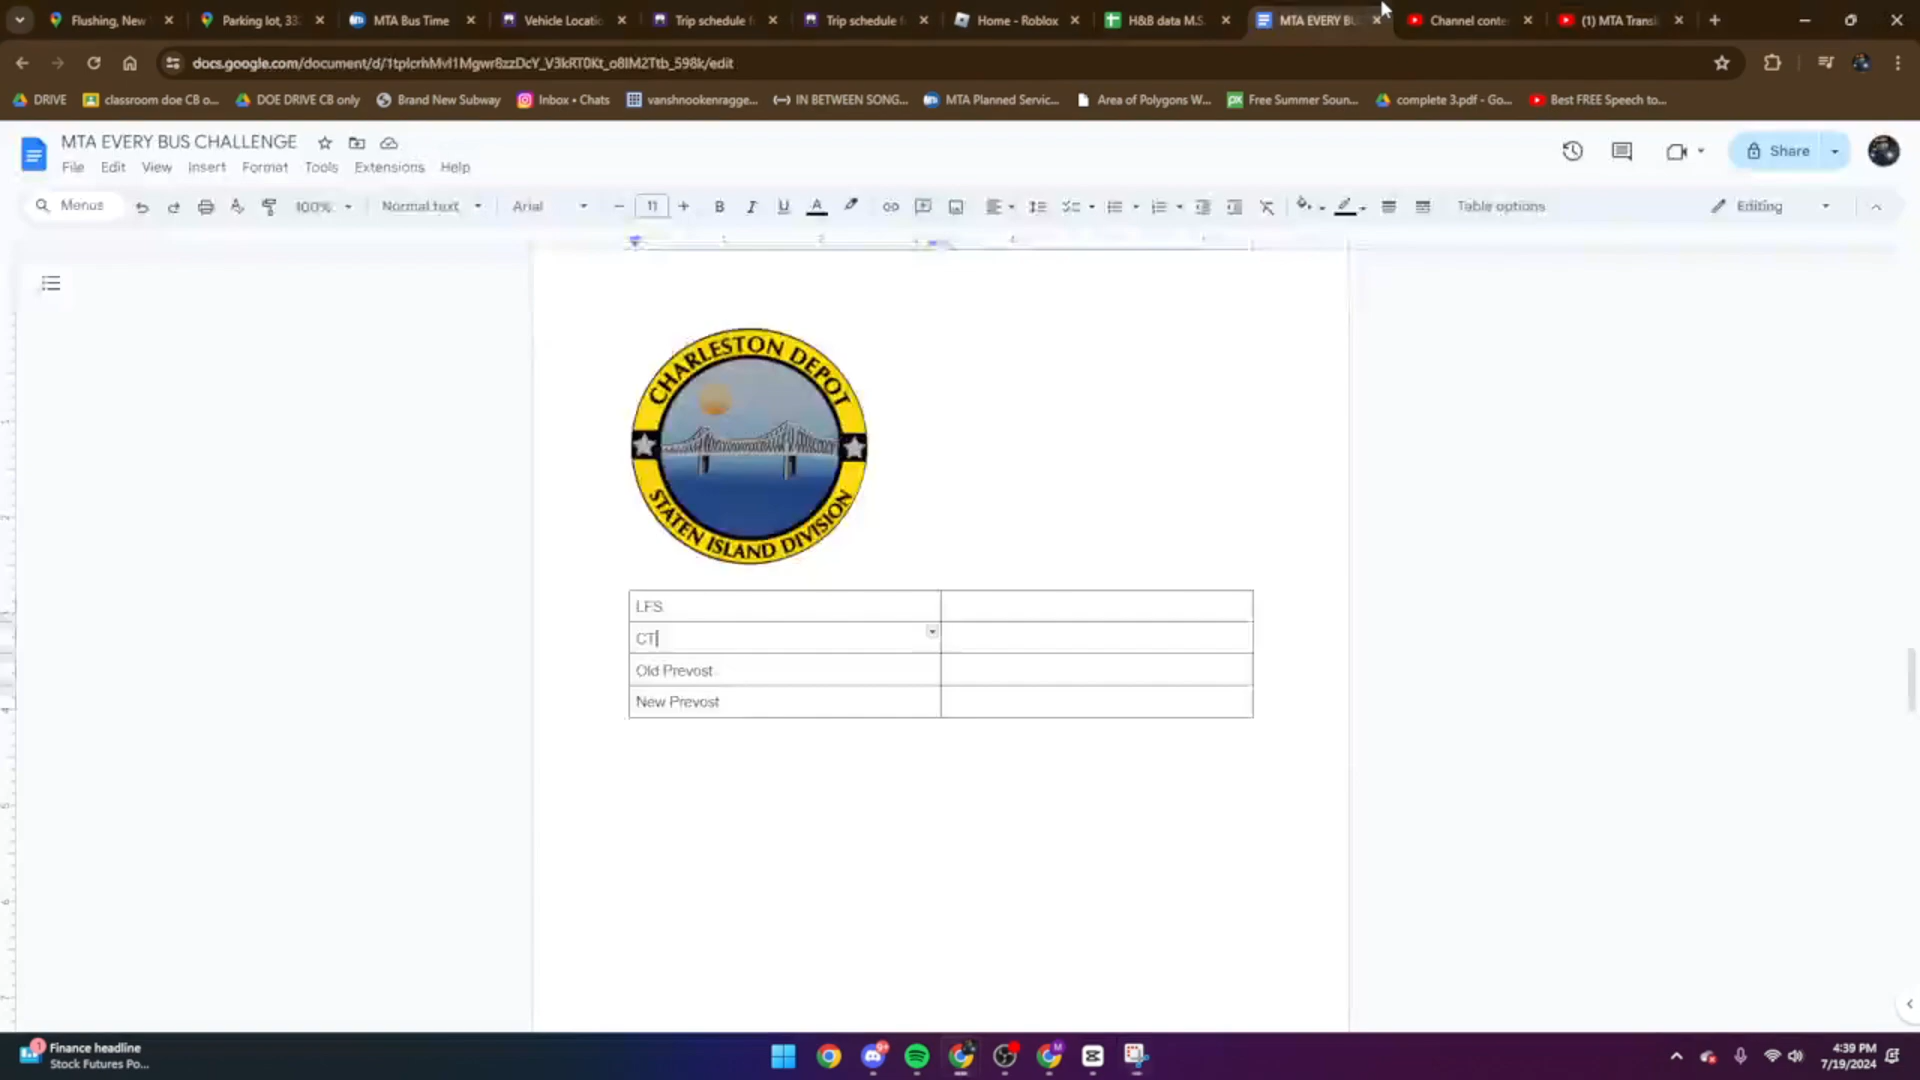 Flushing, New
Parking lot, 33
MTA Bus Time
Vehicle Locatio
Trip schedule f
Trip schedule f
Home - Roblox
H&B data M.S.
MTA EVERY BU
Channel conte
(1) MTA Transi
docs.google.com/document/d/
/edit
DRIVE
classroom doe CB o...
DOE DRIVE CB only
Brand New Subway
Inbox • Chats
vanshnookenragge...
IN BETWEEN SONG...
MTA Planned Servic...
Area of Polygons W...
Free Summer Soun...
complete 3.pdf - Go...
Best FREE Speech to...
MTA EVERY BUS CHALLENGE
File Edit View Insert Format Tools Extensions Help
Share
Menus
100%
Normal text
Arial
11
Table options
Editing
CHARLESTON DEPOT
STATEN ISLAND DIVISION
LFS
CT
Old Prevost
New Prevost
Finance headline
Stock Futures Po...
4:39 PM
7/19/2024